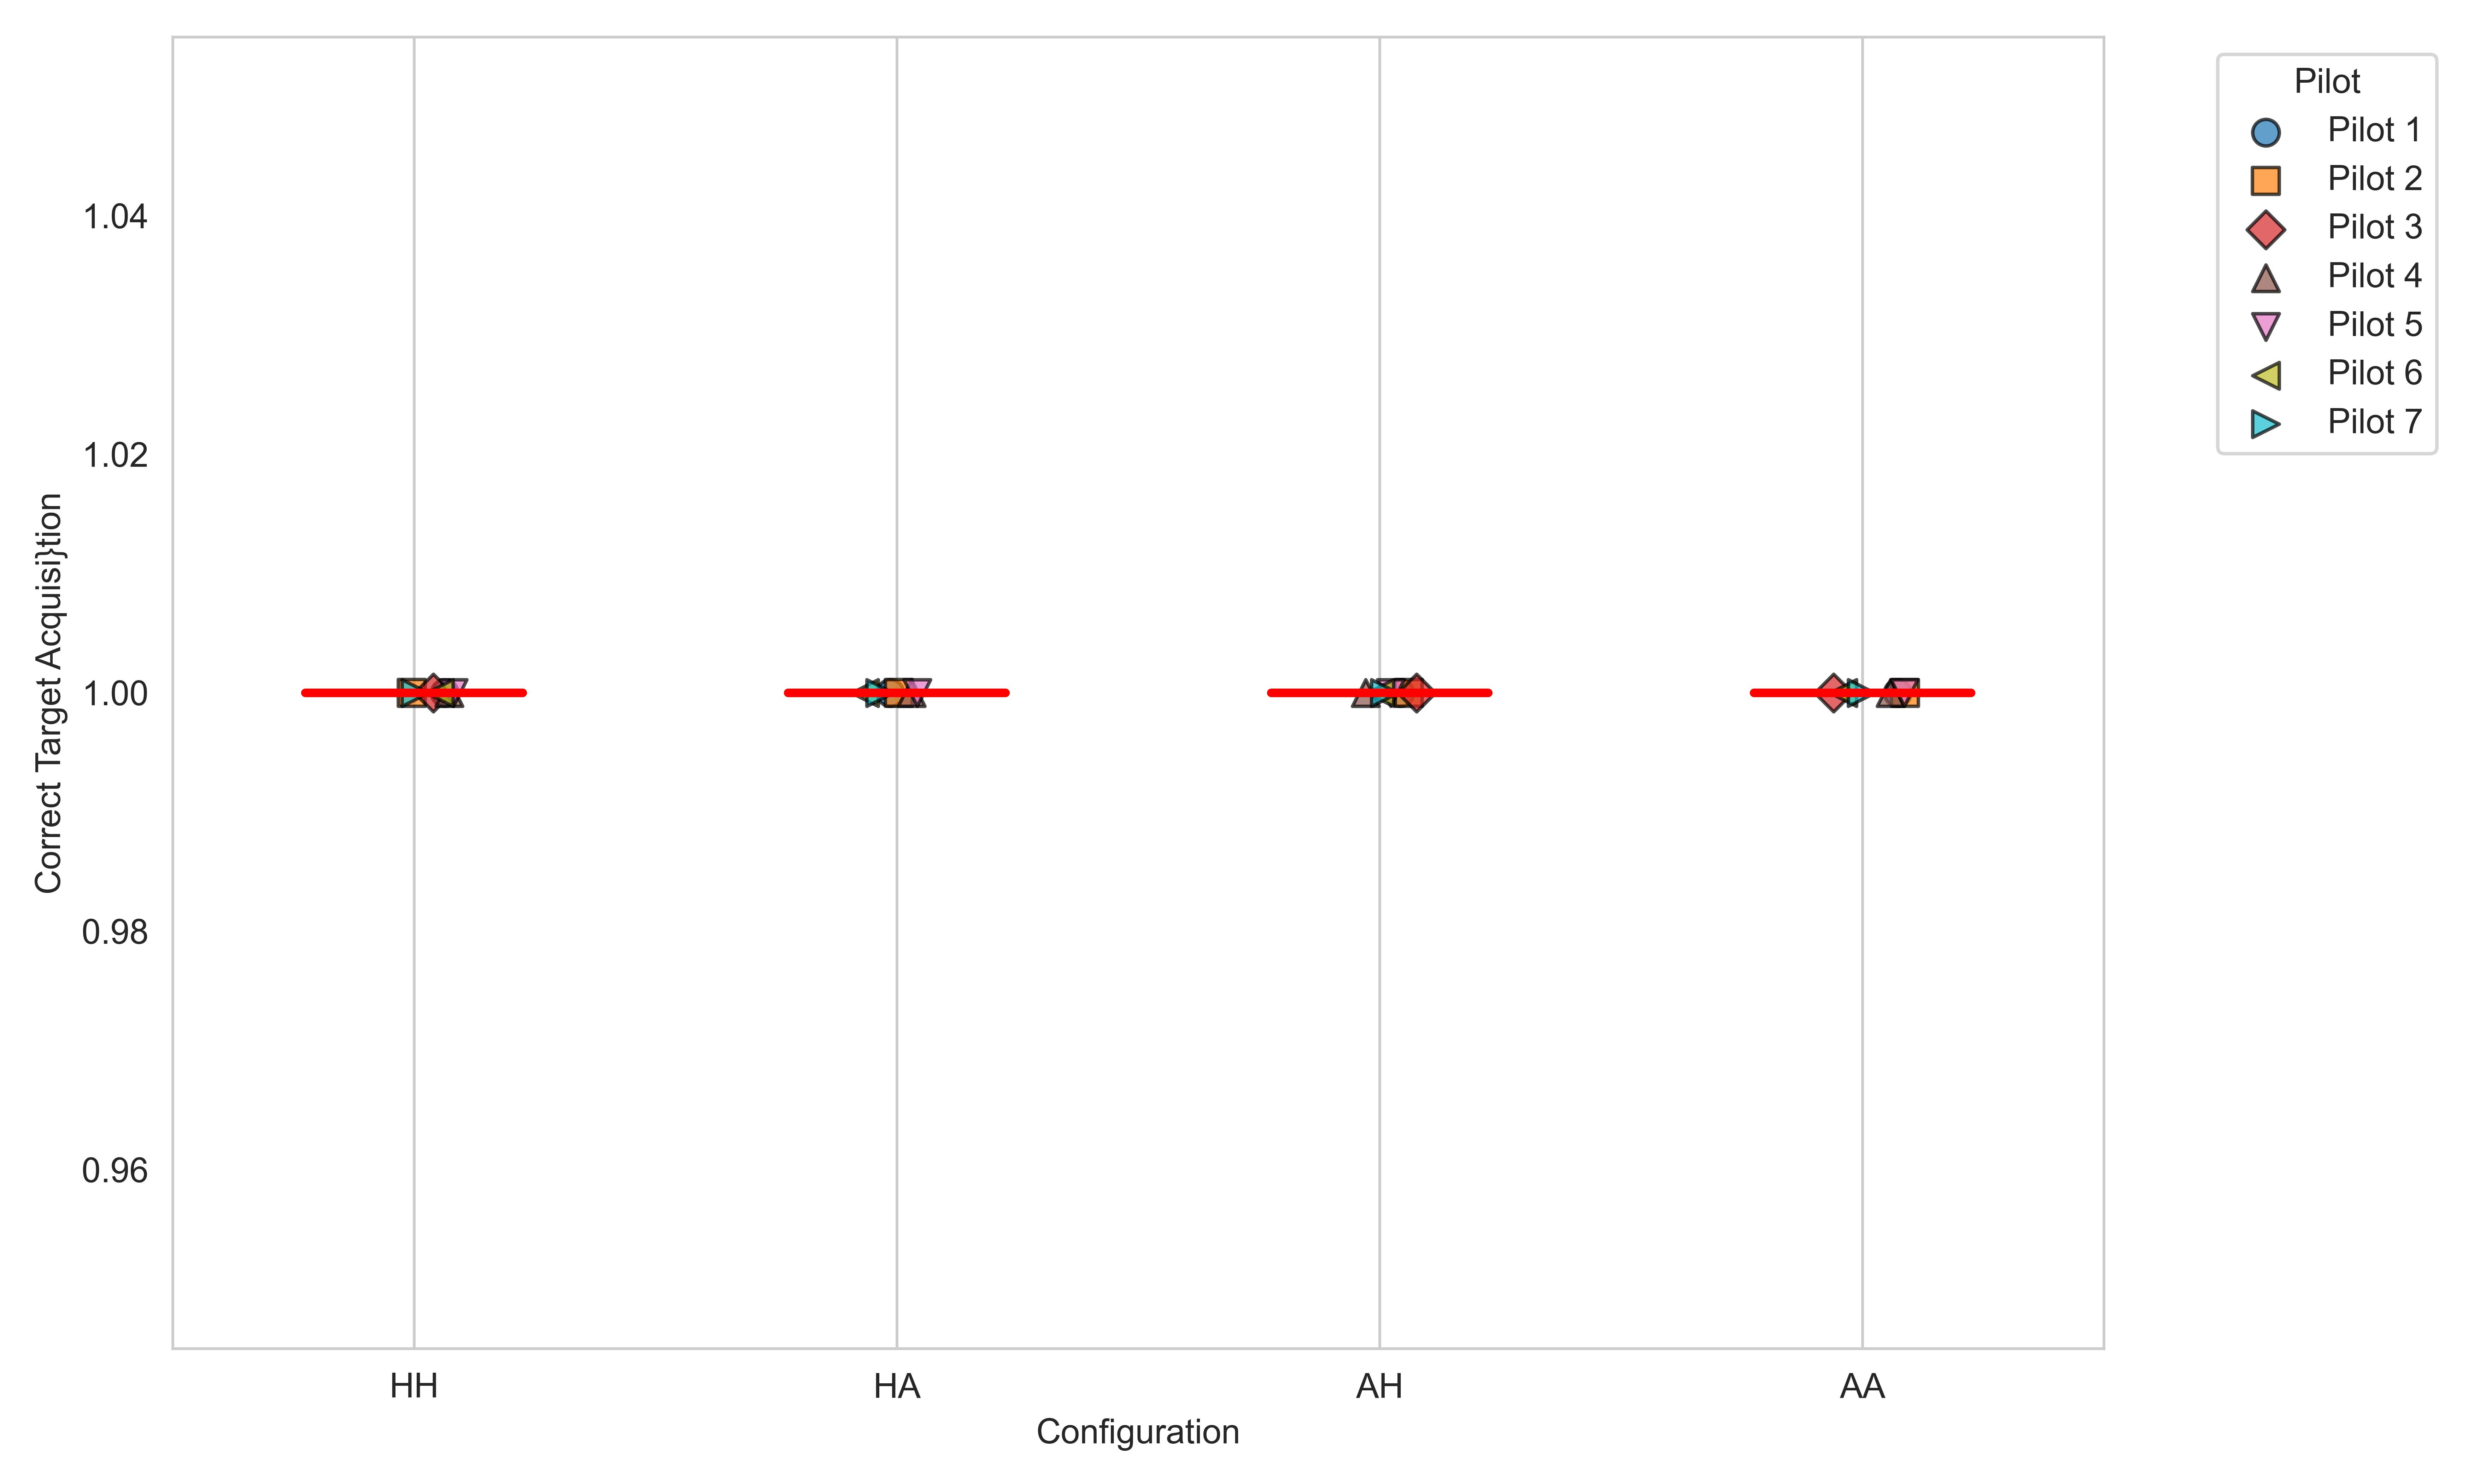 Pilot
Pilot 1
Pilot 2
Pilot 3
Pilot 4
Pilot 5
Pilot 6
Pilot 7
1.04
1.02
1.00
0.98
0.96
Correct Target Acquisi}tion
HH
HA
AH
AA
Configuration